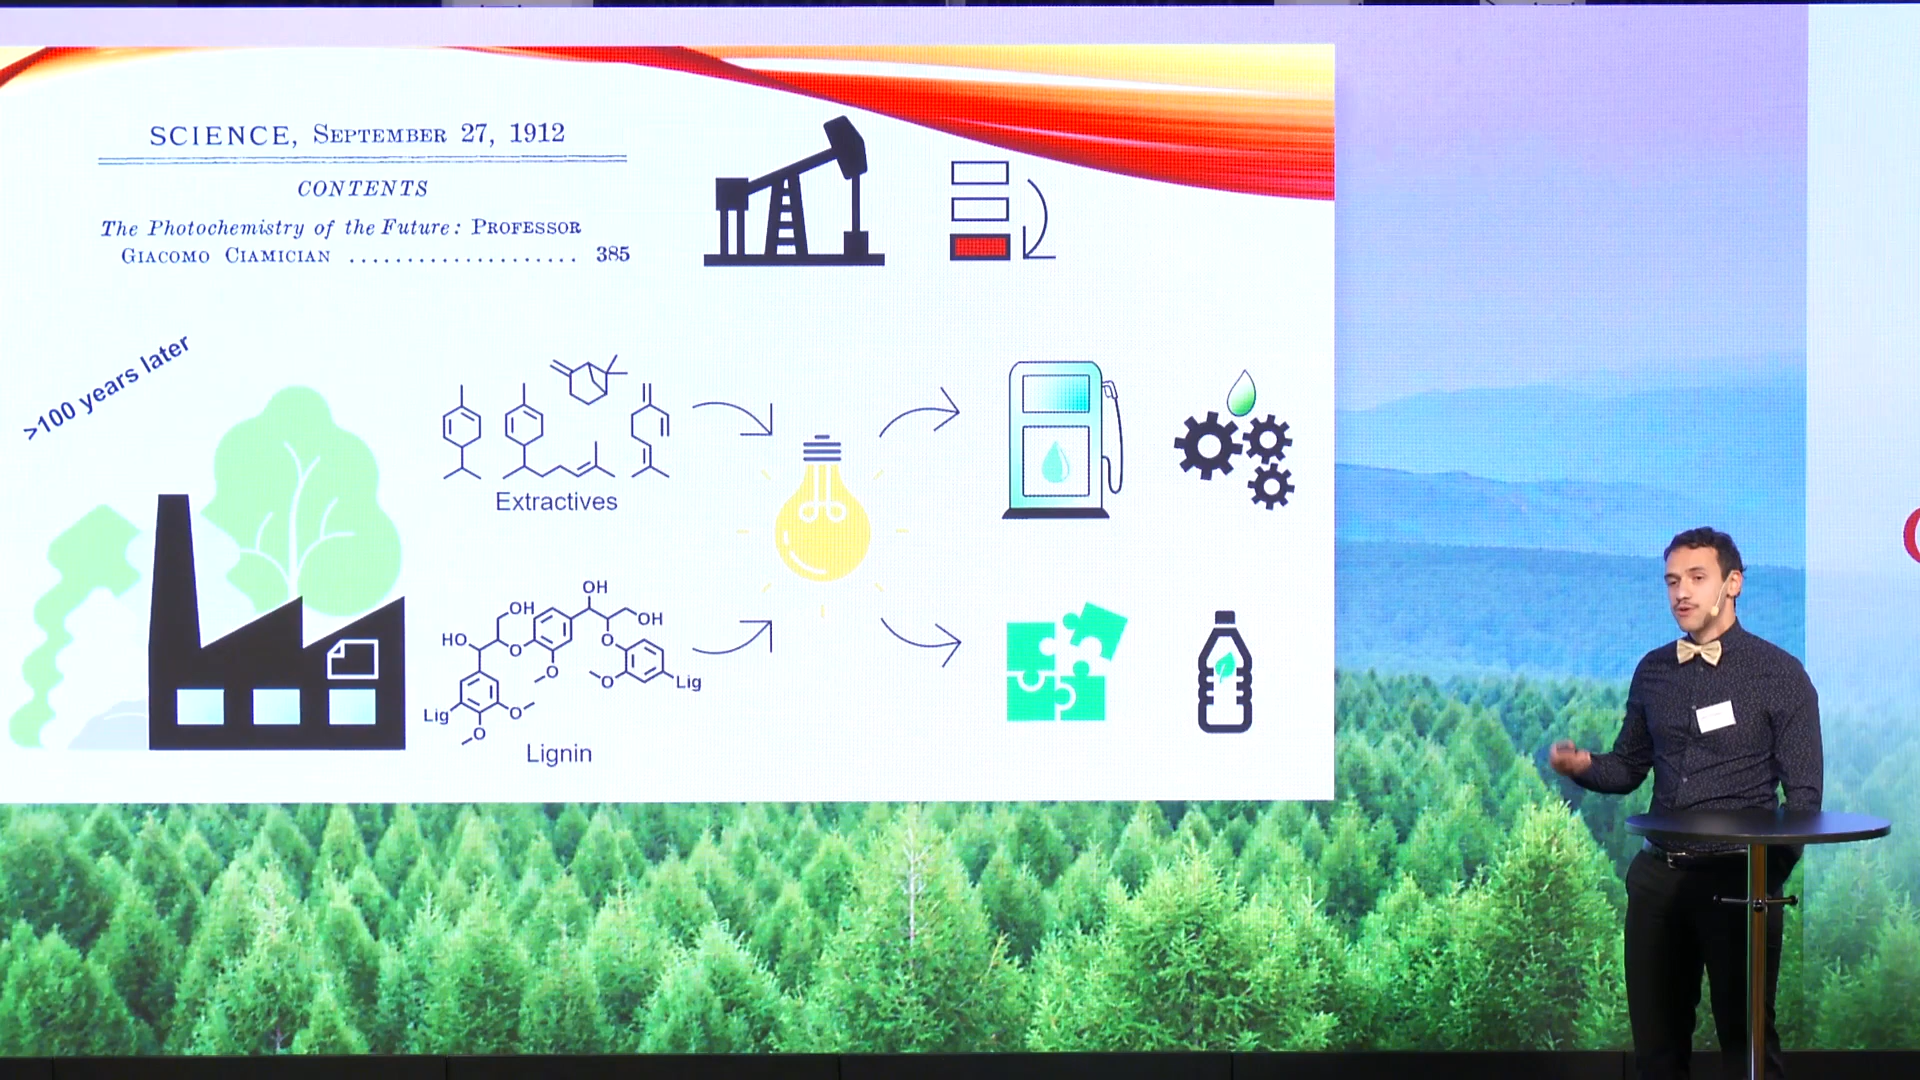 SCIENCE, SEPTEMBER 27, 1912
CONTENTS
The Photochemistry of the Future: PROFESSOR
GIACOMO CIAMICIAN .................... 385
>100 years later
Extractives
OH
OH
OH
HO
O
O
O
O
Lig
Lig
O
O
Lignin